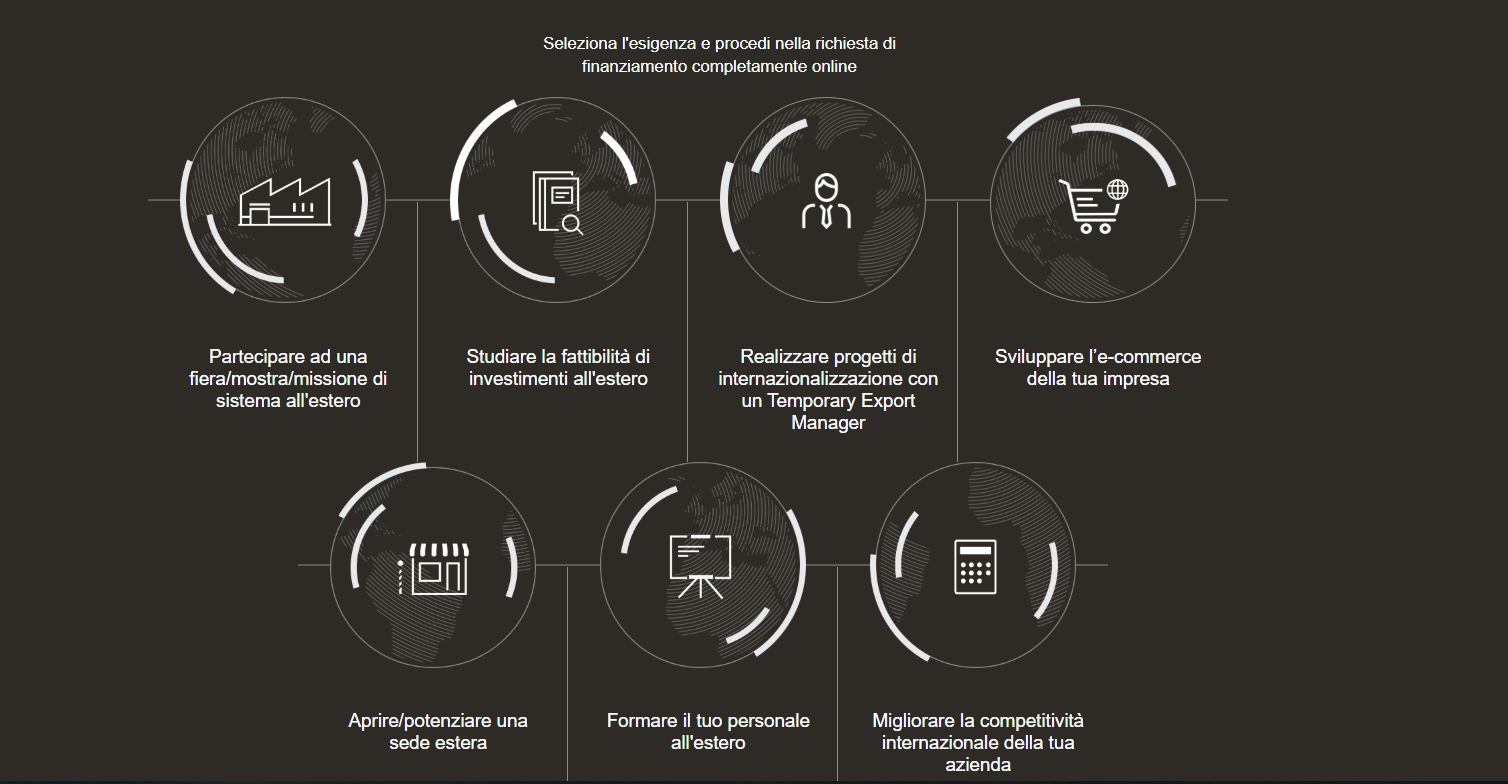 Seleziona l'esigenza e procedi nella richiesta di
finanziamento completamente online
Partecipare ad una
fiera/mostra/missione di
sistema all'estero
Studiare la fattibilità di
investimenti all'estero
Realizzare progetti di
internazionalizzazione con
un Temporary Export
Manager
Sviluppare l’e-commerce
della tua impresa
Aprire/potenziare una
sede estera
Formare il tuo personale
all'estero
Migliorare la competitività
internazionale della tua
azienda